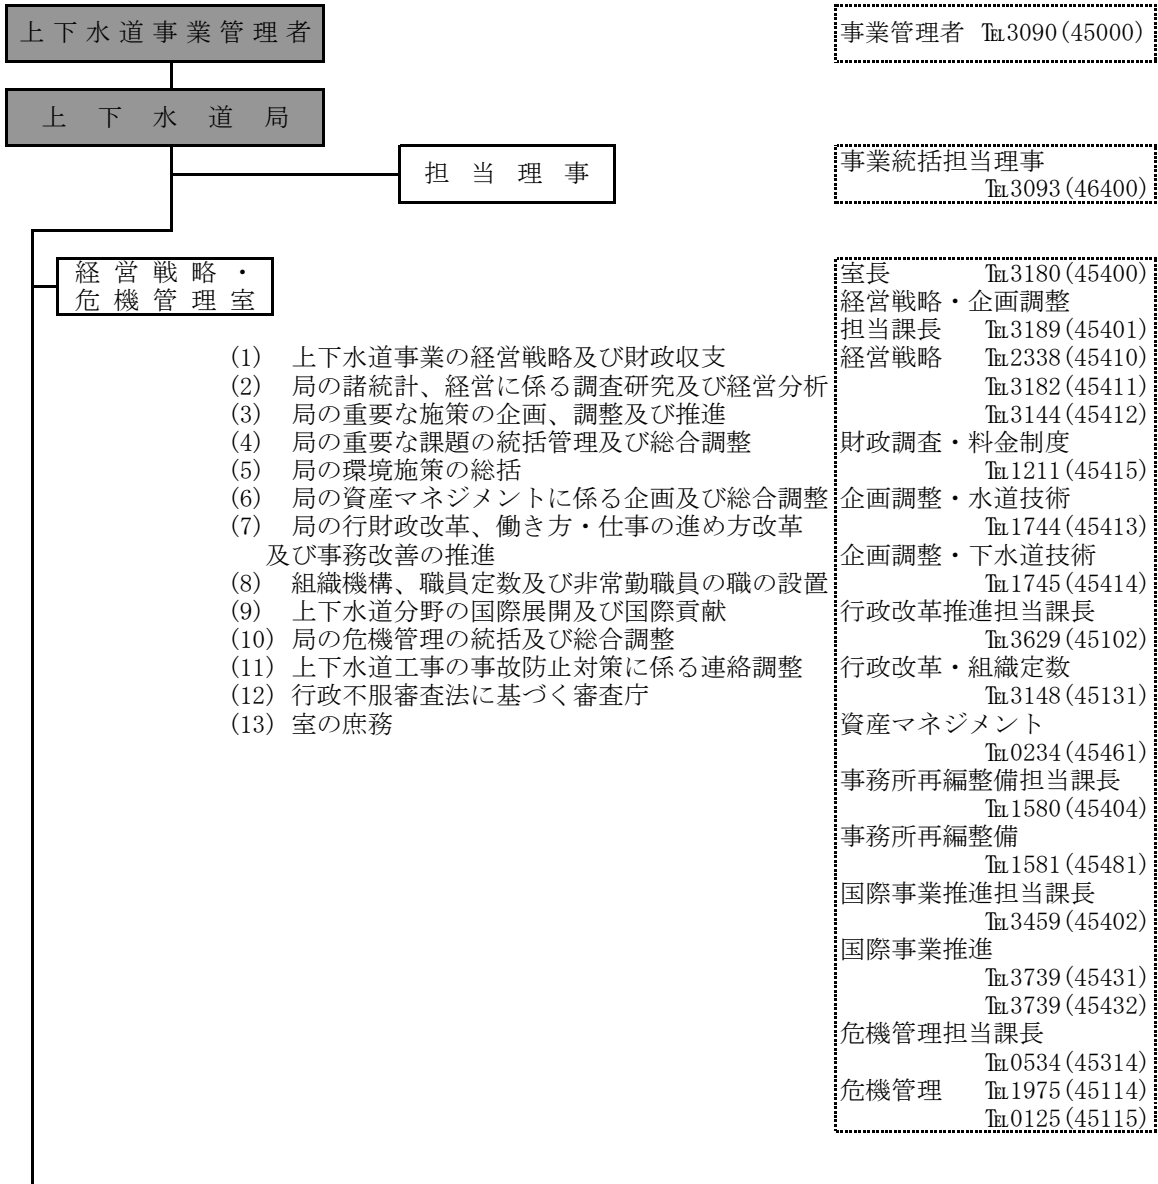 上下水道事業管理者
事業管理者 ℡3090(45000)
上下水道局
担当理事
事業統括担当理事
℡3093(46400)
経営戦略・
危機管理室
(1) 上下水道事業の経営戦略及び財政収支
(2) 局の諸統計、経営に係る調査研究及び経営分析
(3) 局の重要な施策の企画、調整及び推進
(4) 局の重要な課題の統括管理及び総合調整
(5) 局の環境施策の総括
(6) 局の資産マネジメントに係る企画及び総合調整
(7) 局の行財政改革、働き方・仕事の進め方改革
及び事務改善の推進
(8) 組織機構、職員定数及び非常勤職員の職の設置
(9) 上下水道分野の国際展開及び国際貢献
(10) 局の危機管理の統括及び総合調整
(11) 上下水道工事の事故防止対策に係る連絡調整
(12) 行政不服審査法に基づく審査庁
(13) 室の庶務
室長 ℡3180(45400)
経営戦略・企画調整
担当課長 ℡3189(45401)
経営戦略 ℡2338(45410)
℡3182(45411)
℡3144(45412)
財政調査・料金制度
℡1211(45415)
企画調整・水道技術
℡1744(45413)
企画調整・下水道技術
℡1745(45414)
行政改革推進担当課長
℡3629(45102)
行政改革・組織定数
℡3148(45131)
資産マネジメント
℡0234(45461)
事務所再編整備担当課長
℡1580(45404)
事務所再編整備
℡1581(45481)
国際事業推進担当課長
℡3459(45402)
国際事業推進
℡3739(45431)
℡3739(45432)
危機管理担当課長
℡0534(45314)
危機管理 ℡1975(45114)
℡0125(45115)